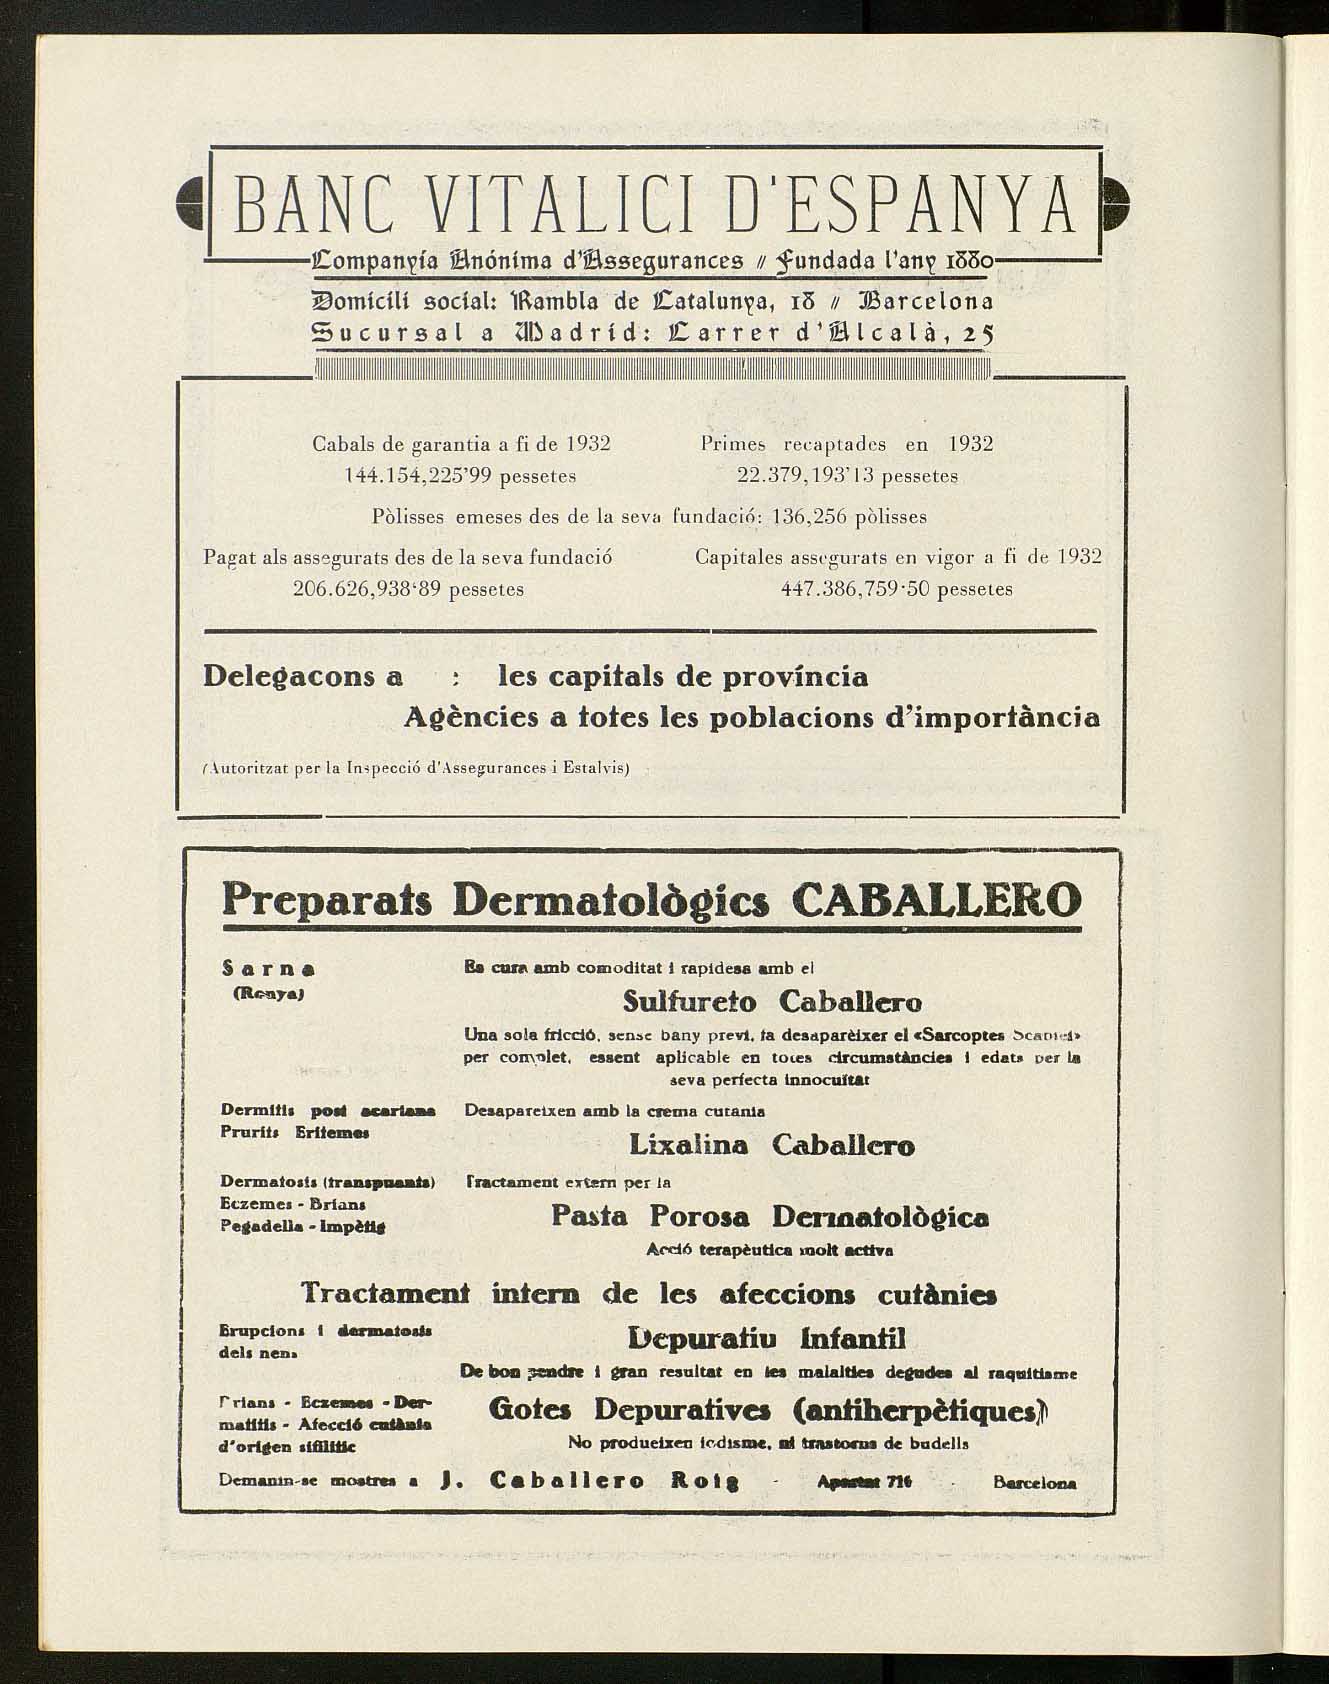 BANC VITALICI D'ESPANYA
Companyía Anónima d'Assegurances // Fundada l'any 1880
Domicili social: Rambla de Catalunya, 18 // Barcelona
Sucursal a Madrid: Carrer d'Alcalà, 25
Cabals de garantia a fi de 1932
144.154,225'99 pessetes
Primes recaptades en 1932
22.379,193'13 pessetes
Pòlisses emeses des de la seva fundació: 136,256 pòlisses
Pagat als assegurats des de la seva fundació
206.626,938'89 pessetes
Capitales assegurats en vigor a fi de 1932
447.386,759'50 pessetes
Delegacons a : les capitals de província
Agències a totes les poblacions d'importància
(Autoritzat per la Inspecció d'Assegurances i Estalvis)
Preparats Dermatològics CABALLERO
Sarna
(Ronya)
Es cura amb comoditat i rapidesa amb el
Sulfureto Caballero
Una sola fricció, sense bany previ, fa desaparèixer el «Sarcoptes
per complet, essent aplicable en totes circumstàncies i edats per la
seva perfecta innocuitat
Dermitis post acariana
Prurits Eritemes
Desapareixen amb la crema cutania
Lixalina Caballero
Dermatosis (transpuants)
Eczemes - Brians
Pegadella - Impètig
Tractament extern per la
Pasta Porosa Dermatològica
Acció terapèutica molt activa
Tractament intern de les afeccions cutànies
Erupcions i dermatosis
dels nens
Depuratiu Infantil
De bon pendre i gran resultat en les malalties degudes al raquitisme
Brians - Eczemes - Der-
matitis - Afecció cutània
d'origen sifilític
Gotes Depuratives (antiherpètiques)
No produeixen iodisme, ni trastorns de budells
Demanin-se mostres a J. Caballero Roig - Apartat 716 - Barcelona